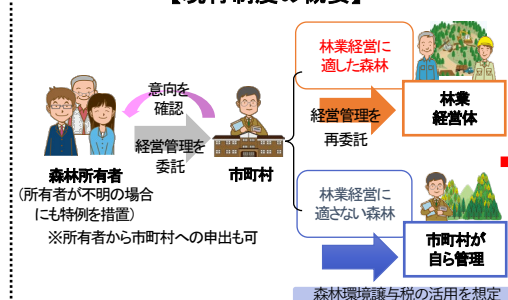 【現行制度の概要】
林業経営に
適した森林
意向を
確認
経営管理を
委託
経営管理を
再委託
林業
経営体
森林所有者
(所有者が不明の場合
にも特例を措置)
市町村
※所有者から市町村への申出も可
林業経営に
適さない森林
市町村が
自ら管理
森林環境譲与税の活用を想定